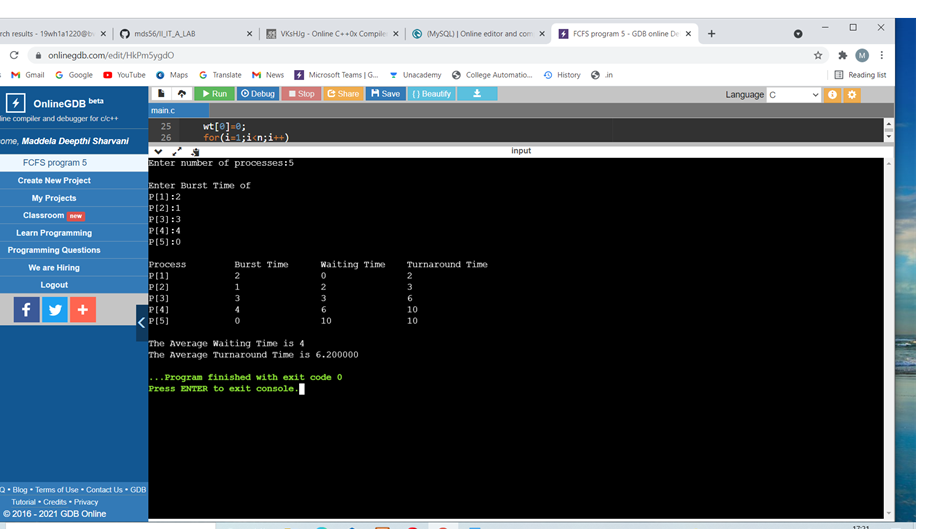 rch results - 19wh1a1220@b
mds56/II_IT_A_LAB
VKsHJg - Online C++0x Compile
(MySQL) | Online editor and com
FCFS program 5 - GDB online De
onlinegdb.com/edit/HkPm5ygdO
M
Gmail Google YouTube Maps Translate News Microsoft Teams | G... Unacademy College Automatio... History .in Reading list
OnlineGDB beta
line compiler and debugger for c/c++
Run Debug Stop Share Save { } Beautify Language C
main.c
ome, Maddela Deepthi Sharvani
FCFS program 5
Create New Project
My Projects
Classroom new
Learn Programming
Programming Questions
We are Hiring
Logout
25 wt[0]=0;
26 for(i=1;i<n;i++)
input
Enter number of processes:5
Enter Burst Time of
P[1]:2
P[2]:1
P[3]:3
P[4]:4
P[5]:0
Process Burst Time Waiting Time Turnaround Time
P[1] 2 0 2
P[2] 1 2 3
P[3] 3 3 6
P[4] 4 6 10
P[5] 0 10 10
The Average Waiting Time is 4
The Average Turnaround Time is 6.200000
...Program finished with exit code 0
Press ENTER to exit console.
Q • Blog • Terms of Use • Contact Us • GDB
Tutorial • Credits • Privacy
© 2016 - 2021 GDB Online
17:21